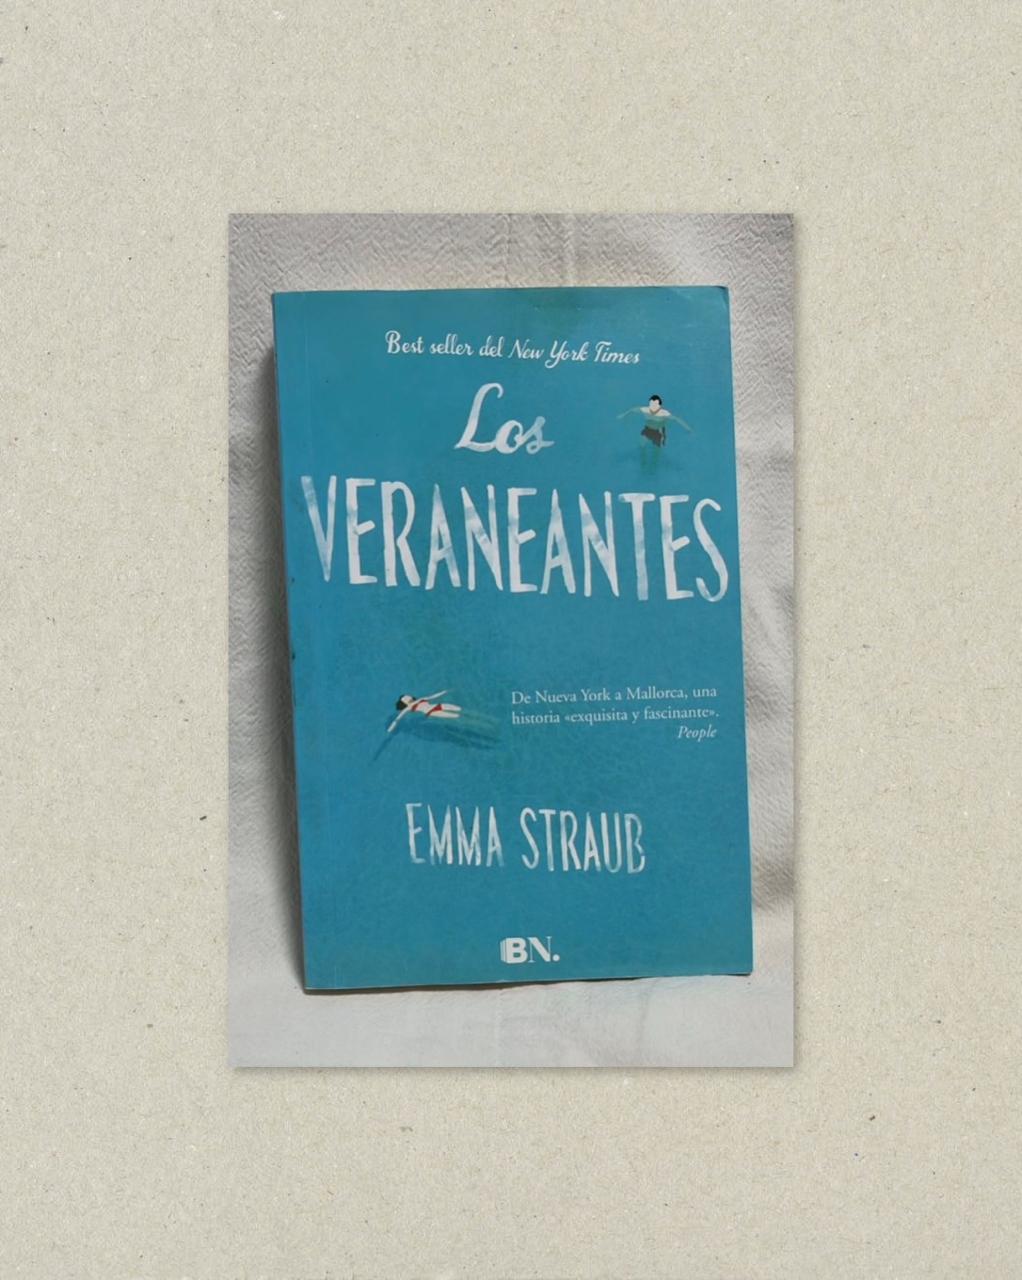 Best seller del New York Times
Los
VERANEANTES
De Nueva York a Mallorca, una
historia «exquisita y fascinante».
People
EMMA STRAUB
BN.